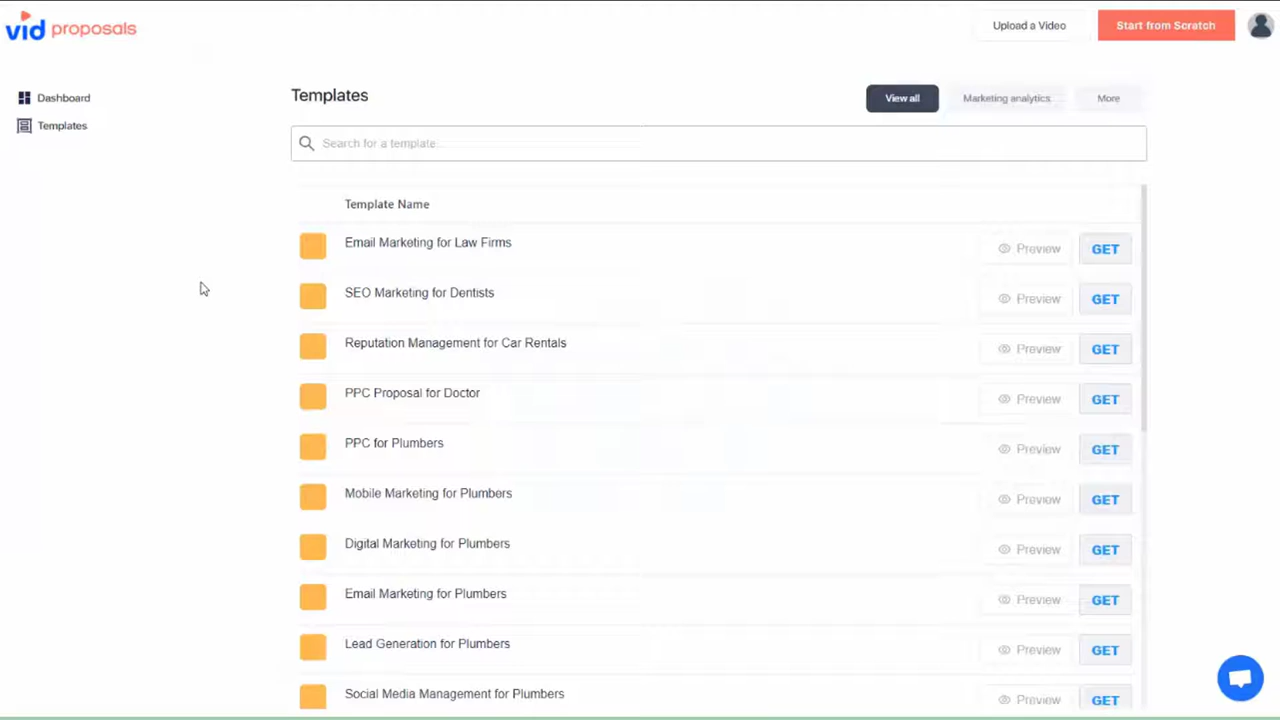 vid proposals
Upload a Video
Start from Scratch
Dashboard
Templates
Templates
View all
Marketing analytics
More
Search for a template...
Template Name
Email Marketing for Law Firms
Preview
GET
SEO Marketing for Dentists
Preview
GET
Reputation Management for Car Rentals
Preview
GET
PPC Proposal for Doctor
Preview
GET
PPC for Plumbers
Preview
GET
Mobile Marketing for Plumbers
Preview
GET
Digital Marketing for Plumbers
Preview
GET
Email Marketing for Plumbers
Preview
GET
Lead Generation for Plumbers
Preview
GET
Social Media Management for Plumbers
Preview
GET